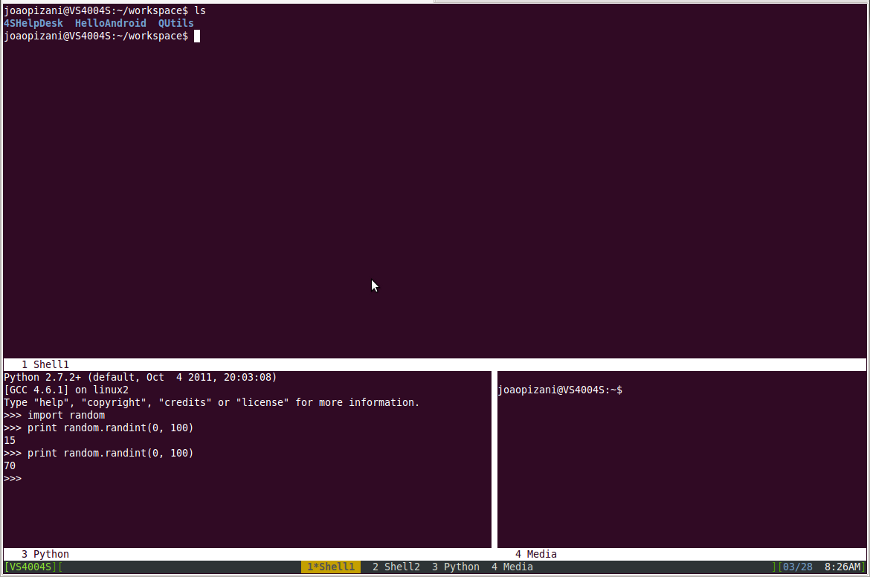 joaopizani@VS4004S:~/workspace$ ls
4SHelpDesk  HelloAndroid  QUtils
joaopizani@VS4004S:~/workspace$
1 Shell1
Python 2.7.2+ (default, Oct  4 2011, 20:03:08)
[GCC 4.6.1] on linux2
Type "help", "copyright", "credits" or "license" for more information.
>>> import random
>>> print random.randint(0, 100)
15
>>> print random.randint(0, 100)
70
>>>
joaopizani@VS4004S:~$
3 Python
4 Media
[VS4004S][ 1*Shell1  2 Shell2  3 Python  4 Media ][03/28  8:26AM]